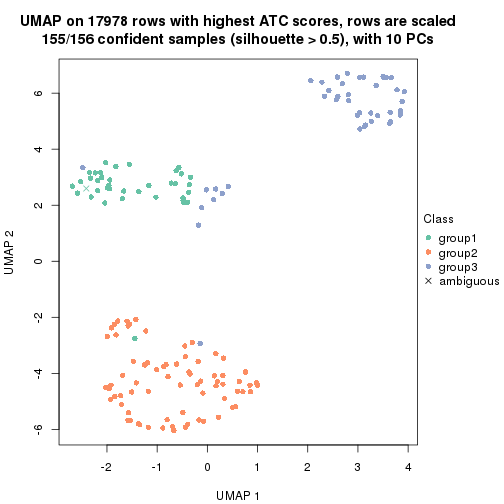 UMAP on 17978 rows with highest ATC scores, rows are scaled
155/156 confident samples (silhouette > 0.5), with 10 PCs
6
4
2
0
-2
-4
-6
UMAP 2
-2
-1
0
1
2
3
4
UMAP 1
Class
group1
group2
group3
ambiguous